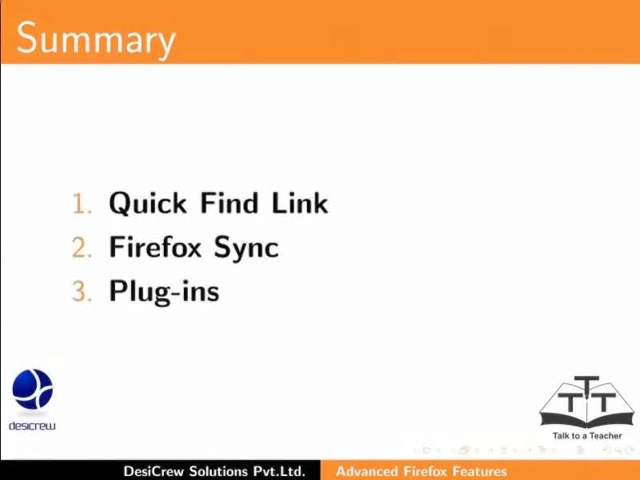 Summary
1. Quick Find Link
2. Firefox Sync
3. Plug-ins
desicrew
TTT
Talk to a Teacher
DesiCrew Solutions Pvt.Ltd. Advanced Firefox Features